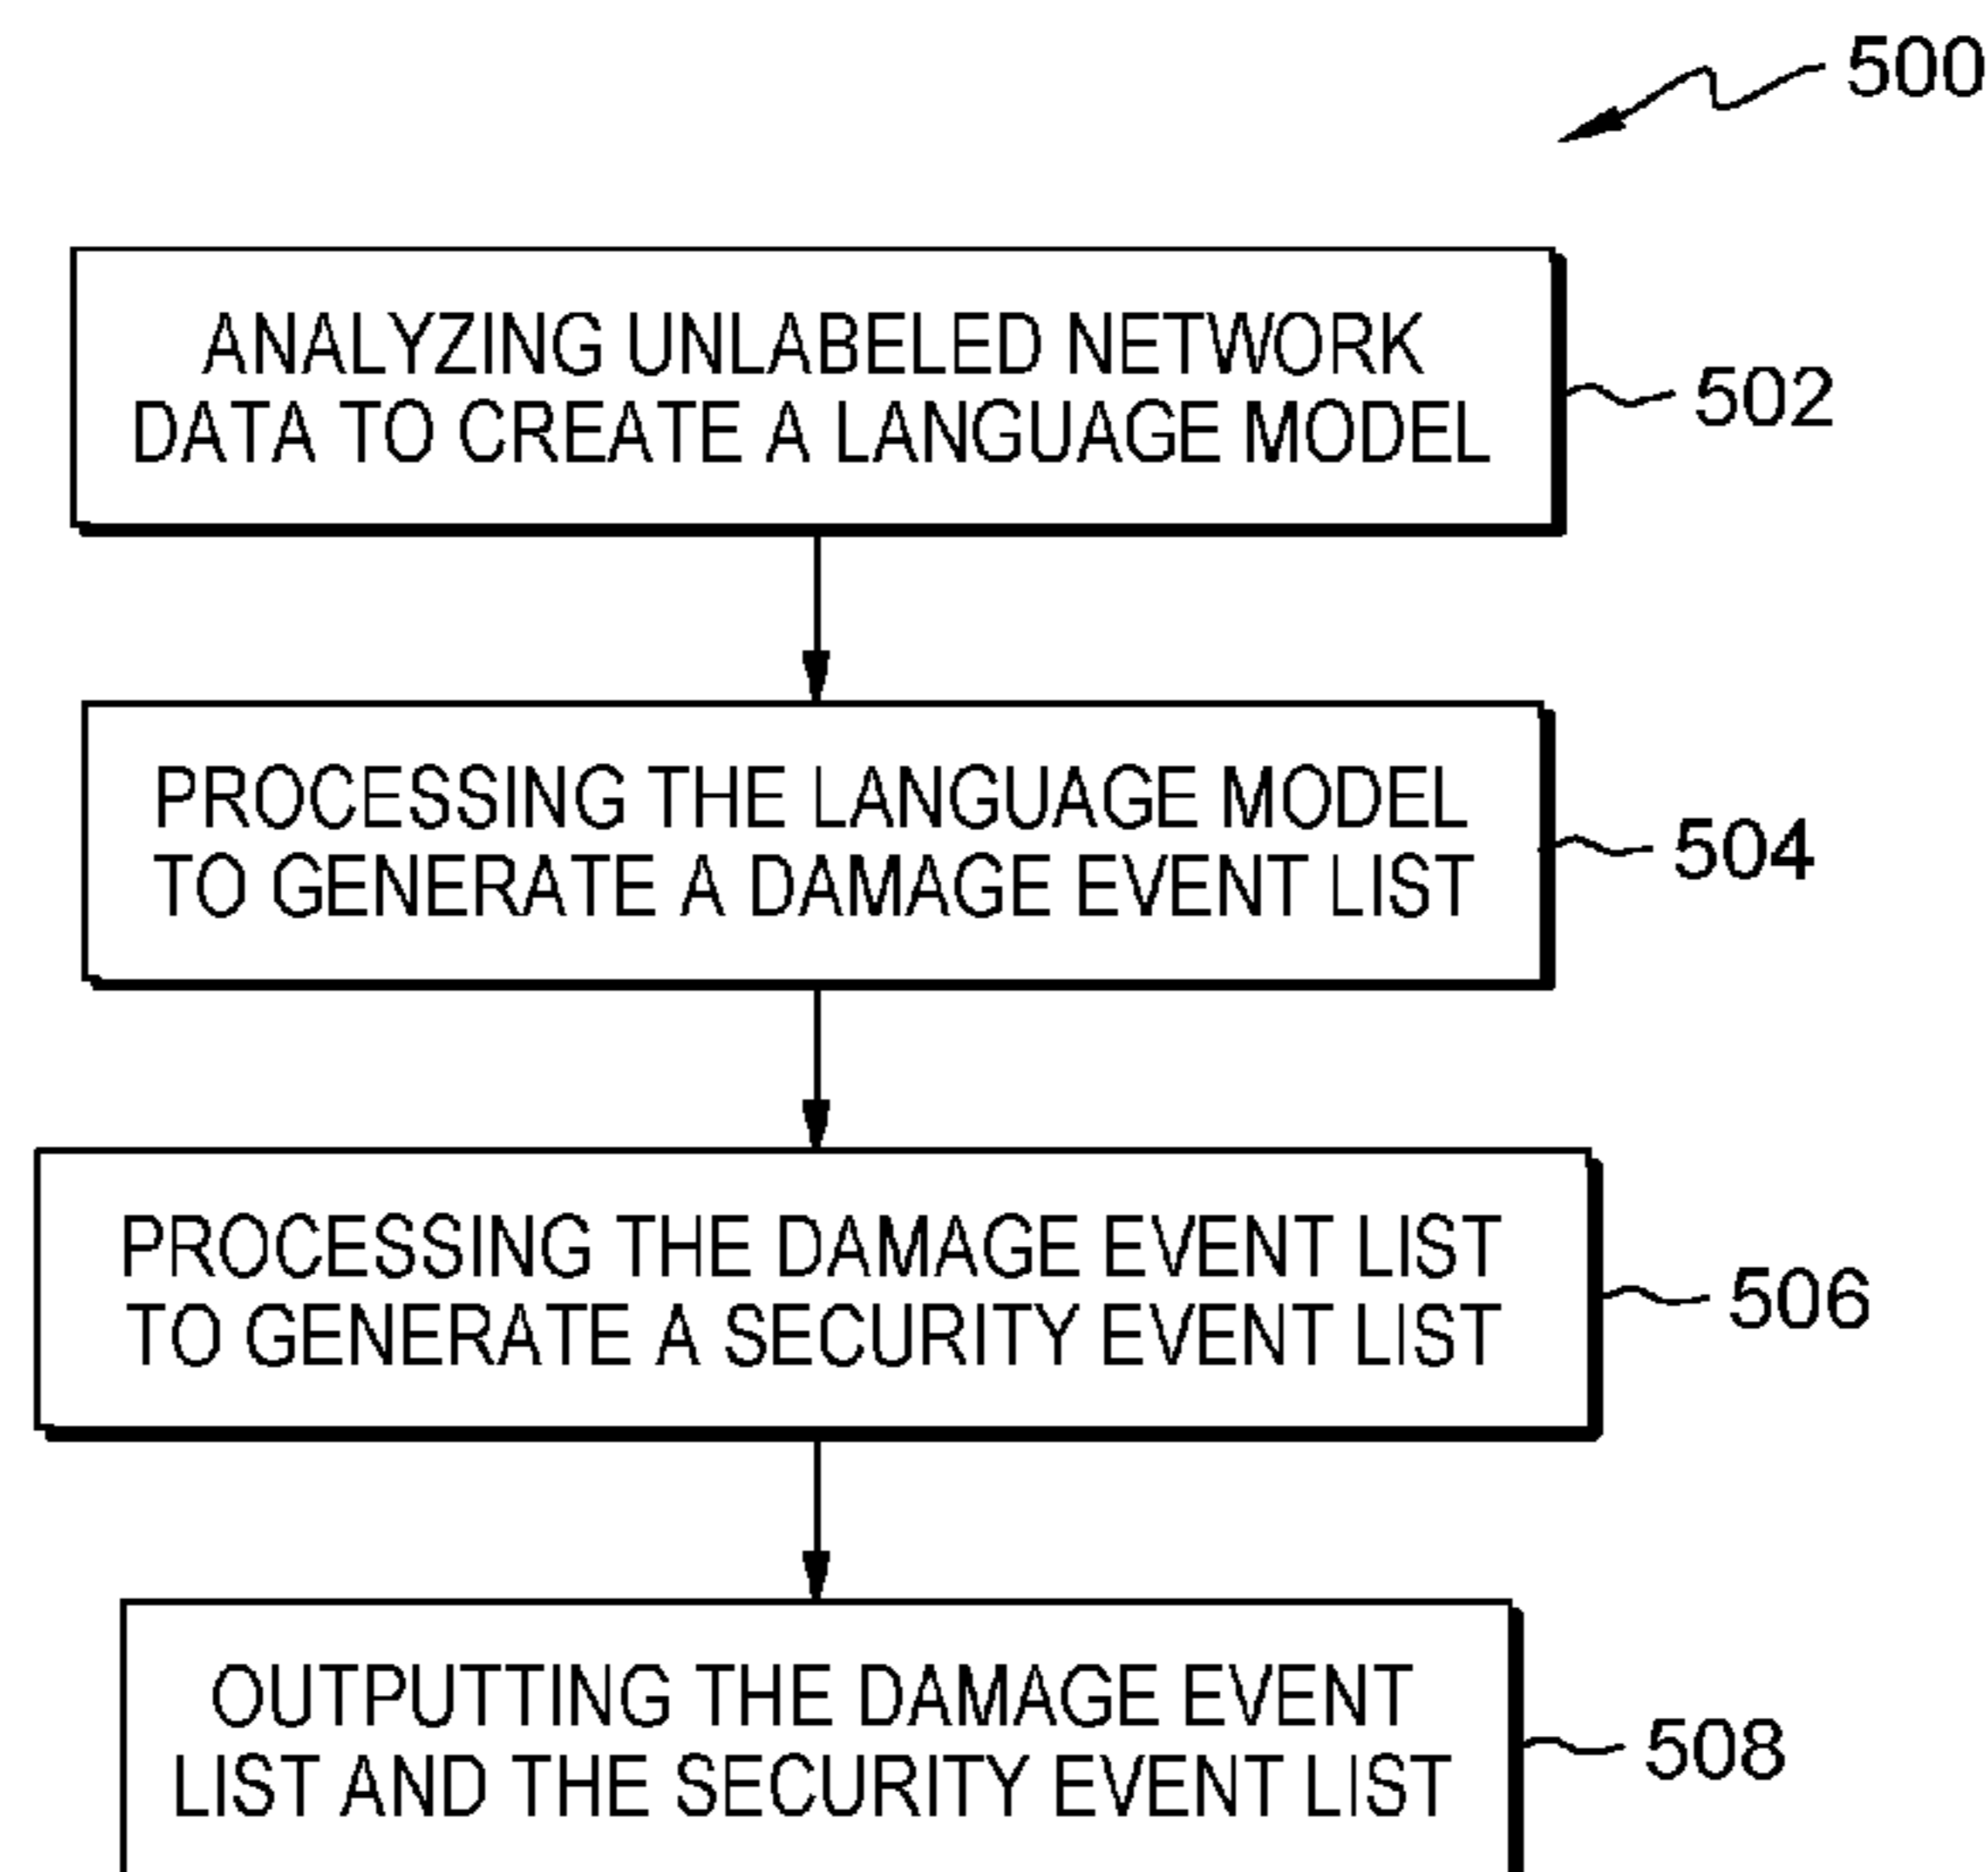 500
ANALYZING UNLABELED NETWORK
DATA TO CREATE A LANGUAGE MODEL
502
PROCESSING THE LANGUAGE MODEL
TO GENERATE A DAMAGE EVENT LIST
504
PROCESSING THE DAMAGE EVENT LIST
TO GENERATE A SECURITY EVENT LIST
506
OUTPUTTING THE DAMAGE EVENT
LIST AND THE SECURITY EVENT LIST
508